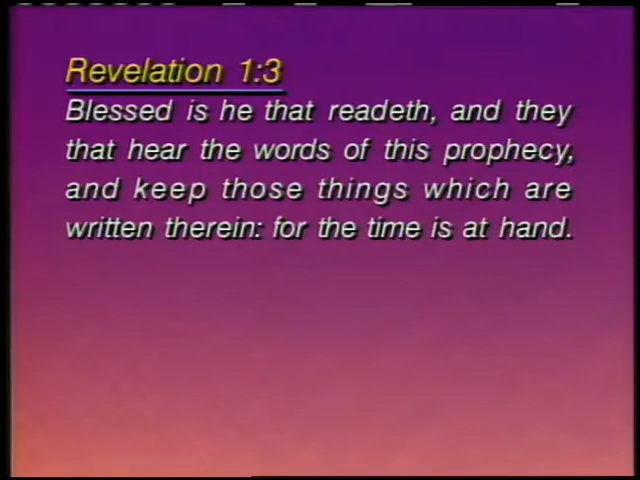 Revelation 1:3
Blessed is he that readeth, and they
that hear the words of this prophecy,
and keep those things which are
written therein: for the time is at hand.